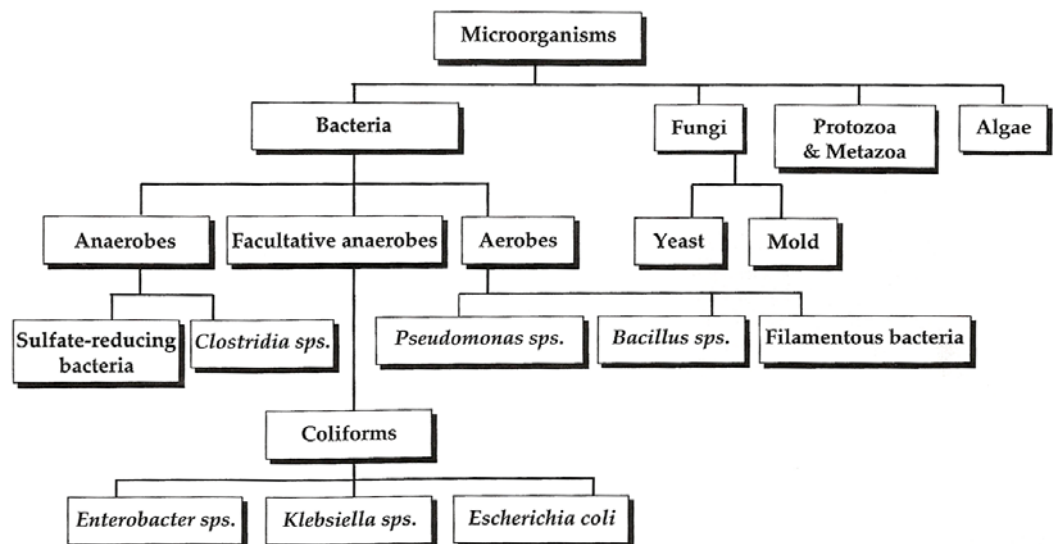 Microorganisms
Bacteria
Fungi
Protozoa
& Metazoa
Algae
Anaerobes
Facultative anaerobes
Aerobes
Yeast
Mold
Sulfate-reducing
bacteria
Clostridia sps.
Pseudomonas sps.
Bacillus sps.
Filamentous bacteria
Coliforms
Enterobacter sps.
Klebsiella sps.
Escherichia coli